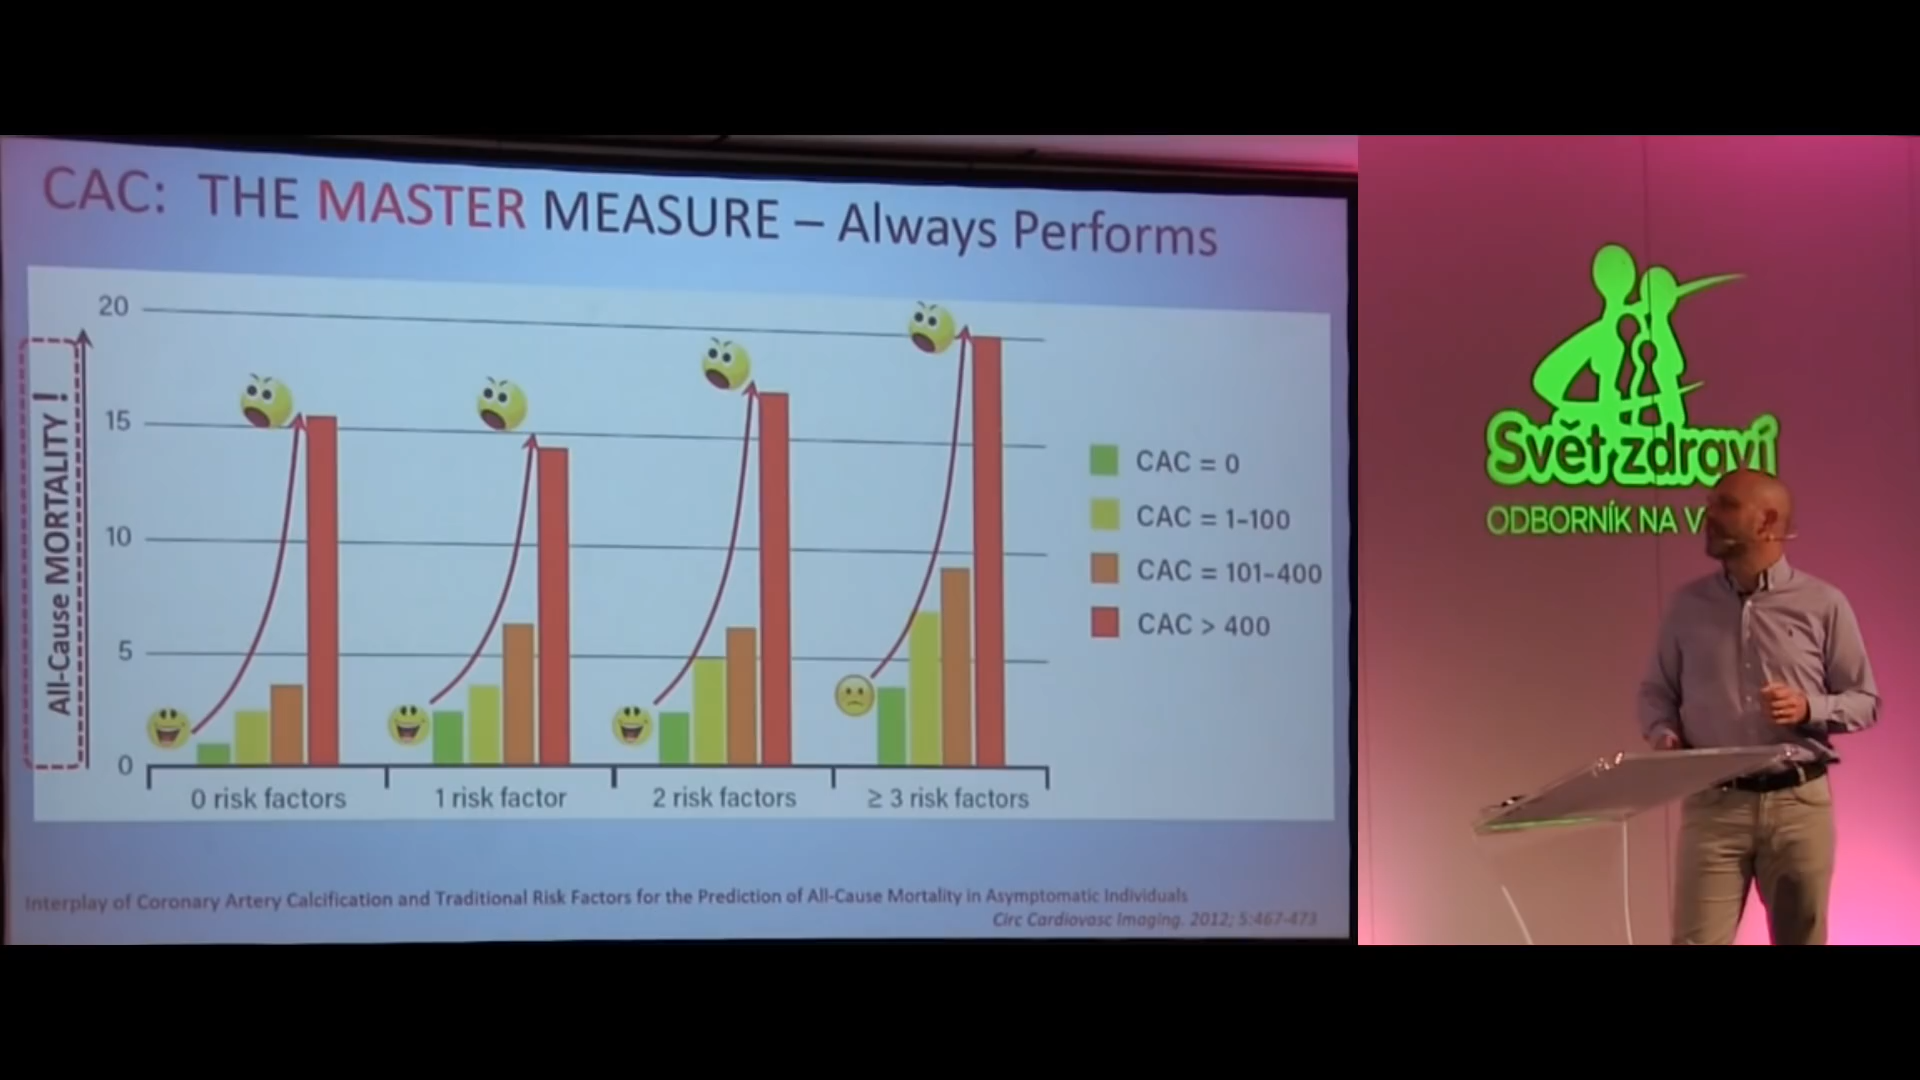 CAC: THE MASTER MEASURE – Always Performs
All-Cause MORTALITY !
20
15
10
5
0
0 risk factors
1 risk factor
2 risk factors
≥ 3 risk factors
CAC = 0
CAC = 1–100
CAC = 101–400
CAC > 400
Interplay of Coronary Artery Calcification and Traditional Risk Factors for the Prediction of All-Cause Mortality in Asymptomatic Individuals
Circ Cardiovasc Imaging. 2012; 5:467-473
Svět zdraví
ODBORNÍK NA